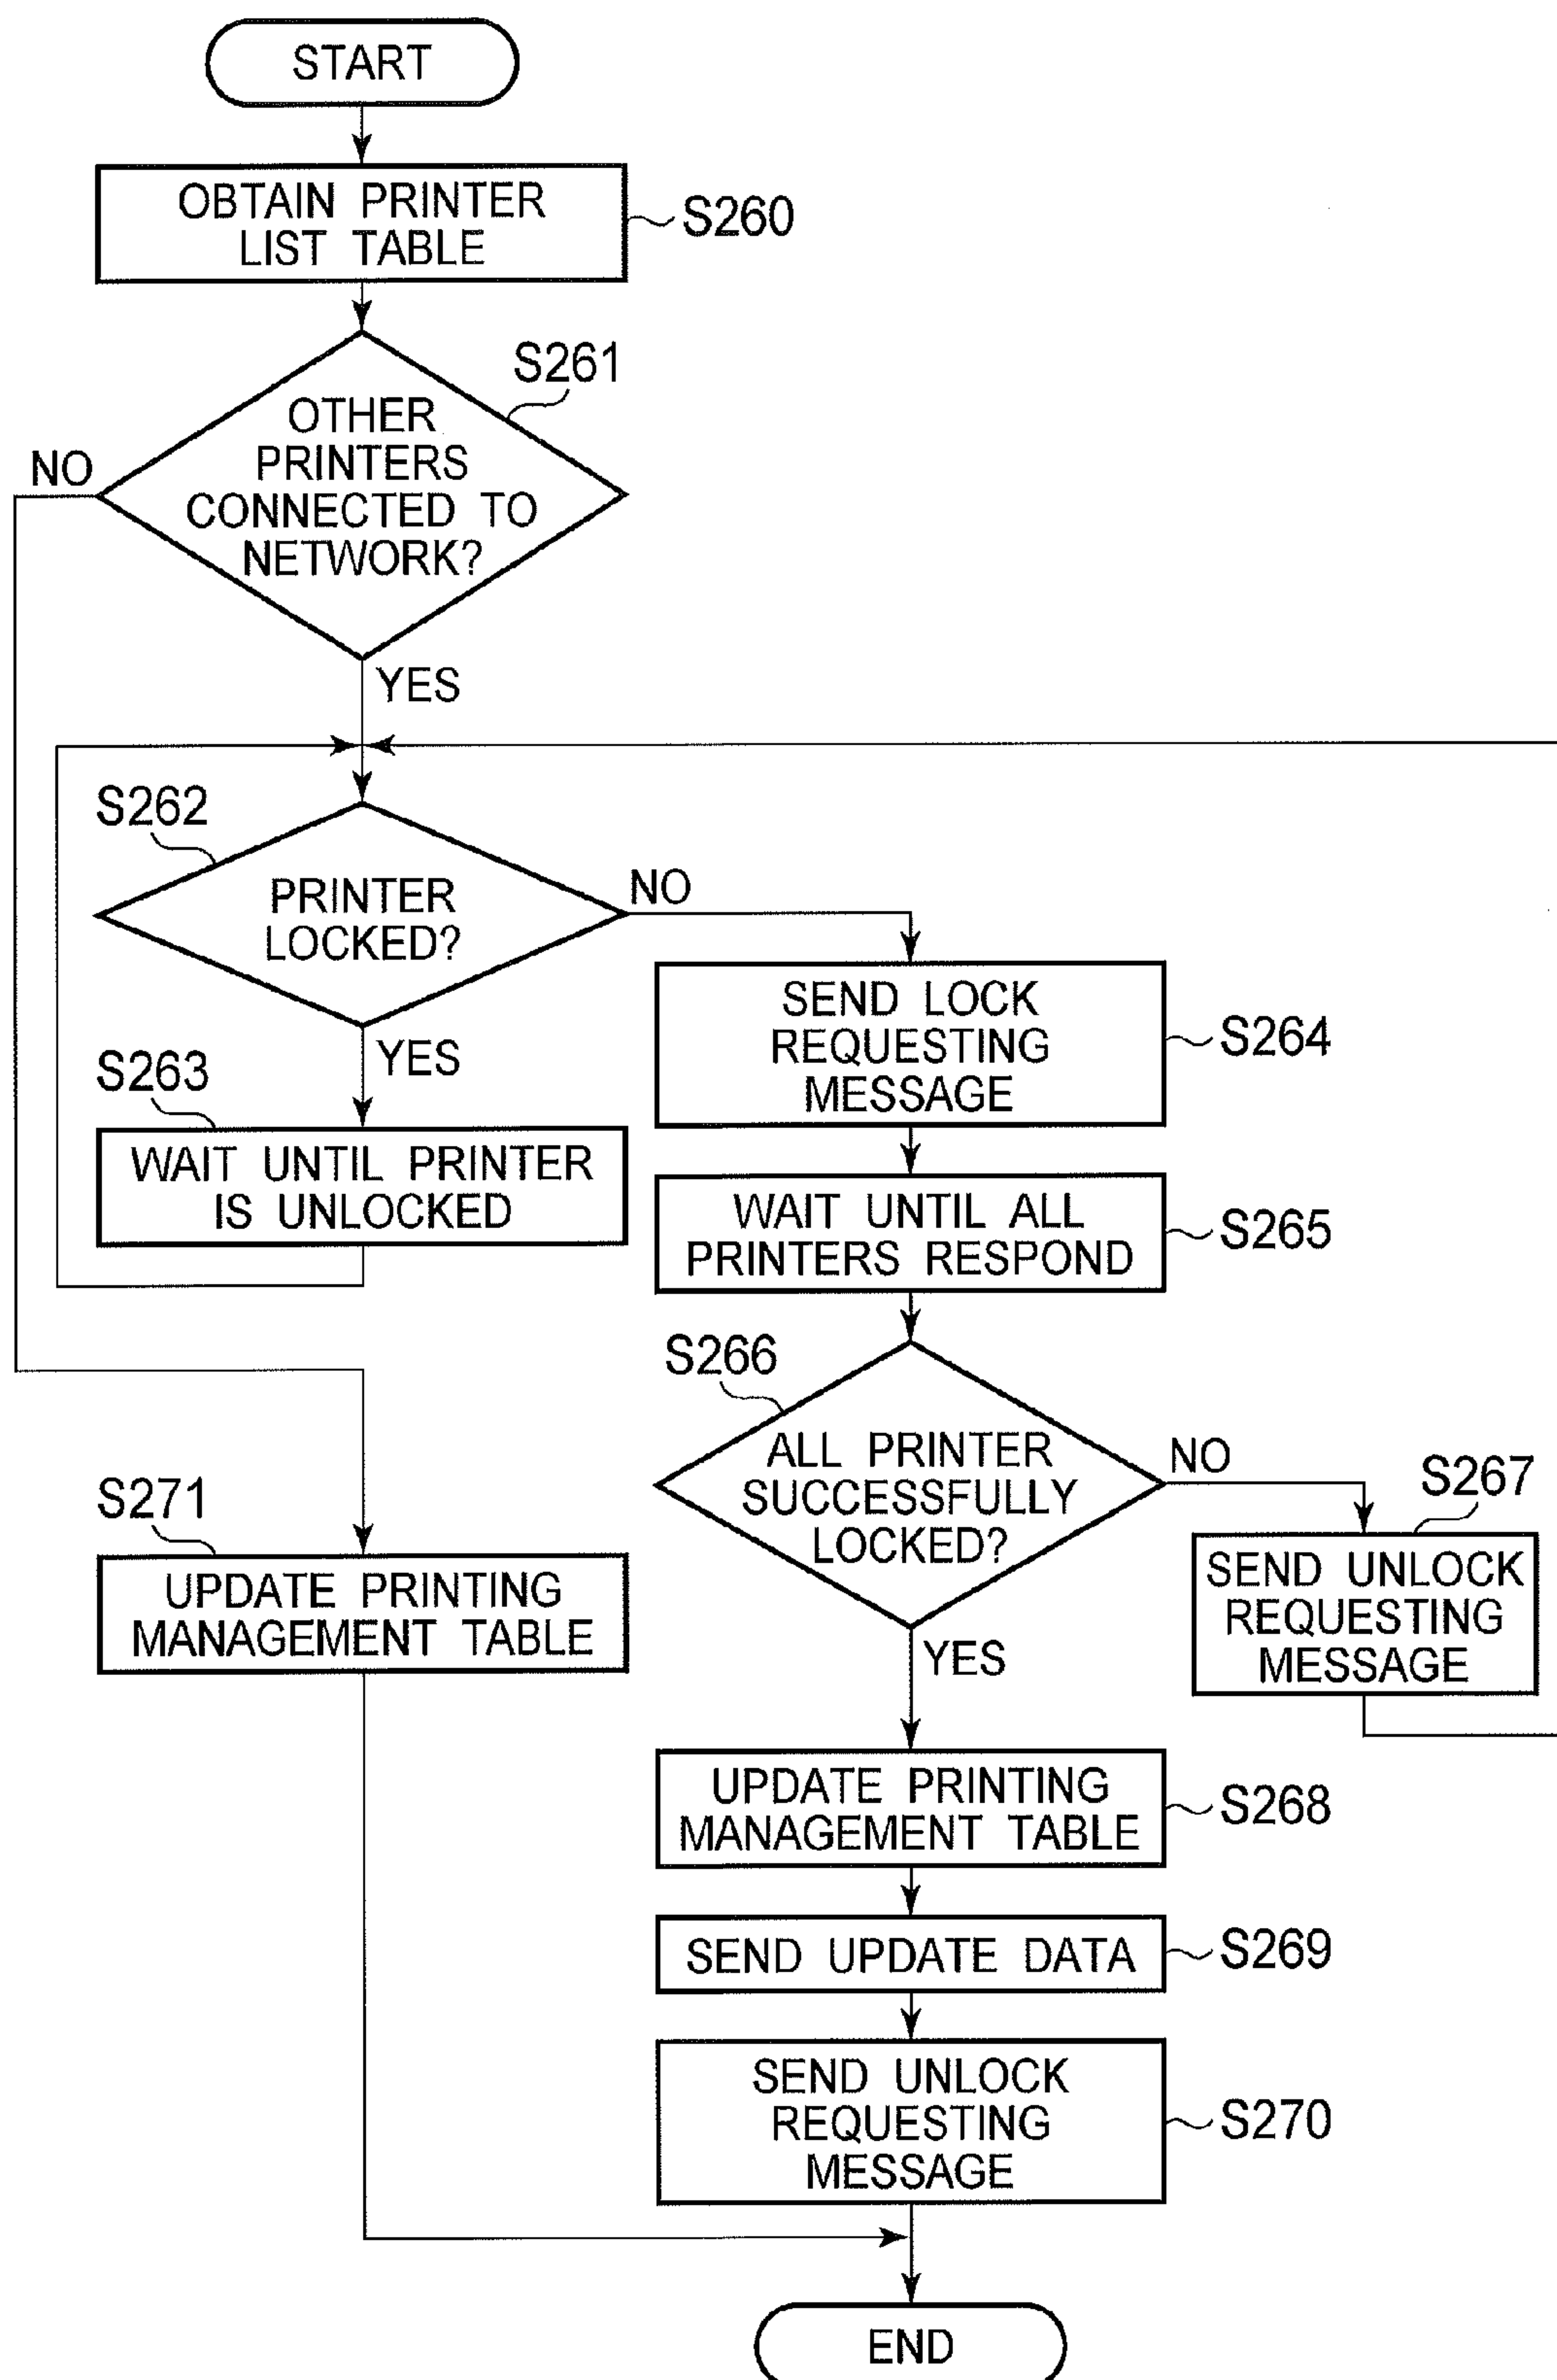 START
OBTAIN PRINTER
LIST TABLE
S260
S261
OTHER
PRINTERS
CONNECTED TO
NETWORK?
NO
YES
S262
PRINTER
LOCKED?
NO
YES
S263
WAIT UNTIL PRINTER
IS UNLOCKED
SEND LOCK
REQUESTING
MESSAGE
S264
WAIT UNTIL ALL
PRINTERS RESPOND
S265
S266
ALL PRINTER
SUCCESSFULLY
LOCKED?
NO
YES
S267
SEND UNLOCK
REQUESTING
MESSAGE
S271
UPDATE PRINTING
MANAGEMENT TABLE
UPDATE PRINTING
MANAGEMENT TABLE
S268
SEND UPDATE DATA
S269
SEND UNLOCK
REQUESTING
MESSAGE
S270
END